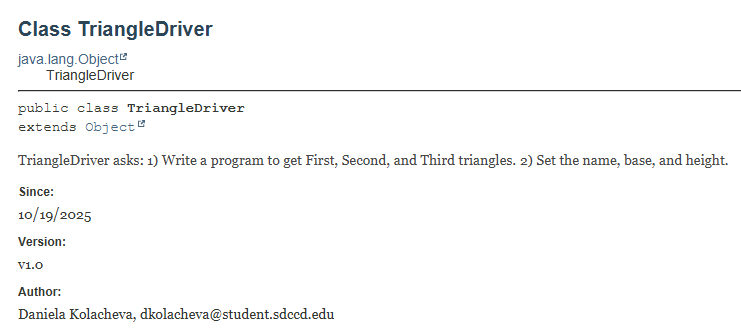 Class TriangleDriver
java.lang.Object
TriangleDriver
public class TriangleDriver
extends Object
TriangleDriver asks: 1) Write a program to get First, Second, and Third triangles. 2) Set the name, base, and height.
Since:
10/19/2025
Version:
v1.0
Author:
Daniela Kolacheva, dkolacheva@student.sdccd.edu